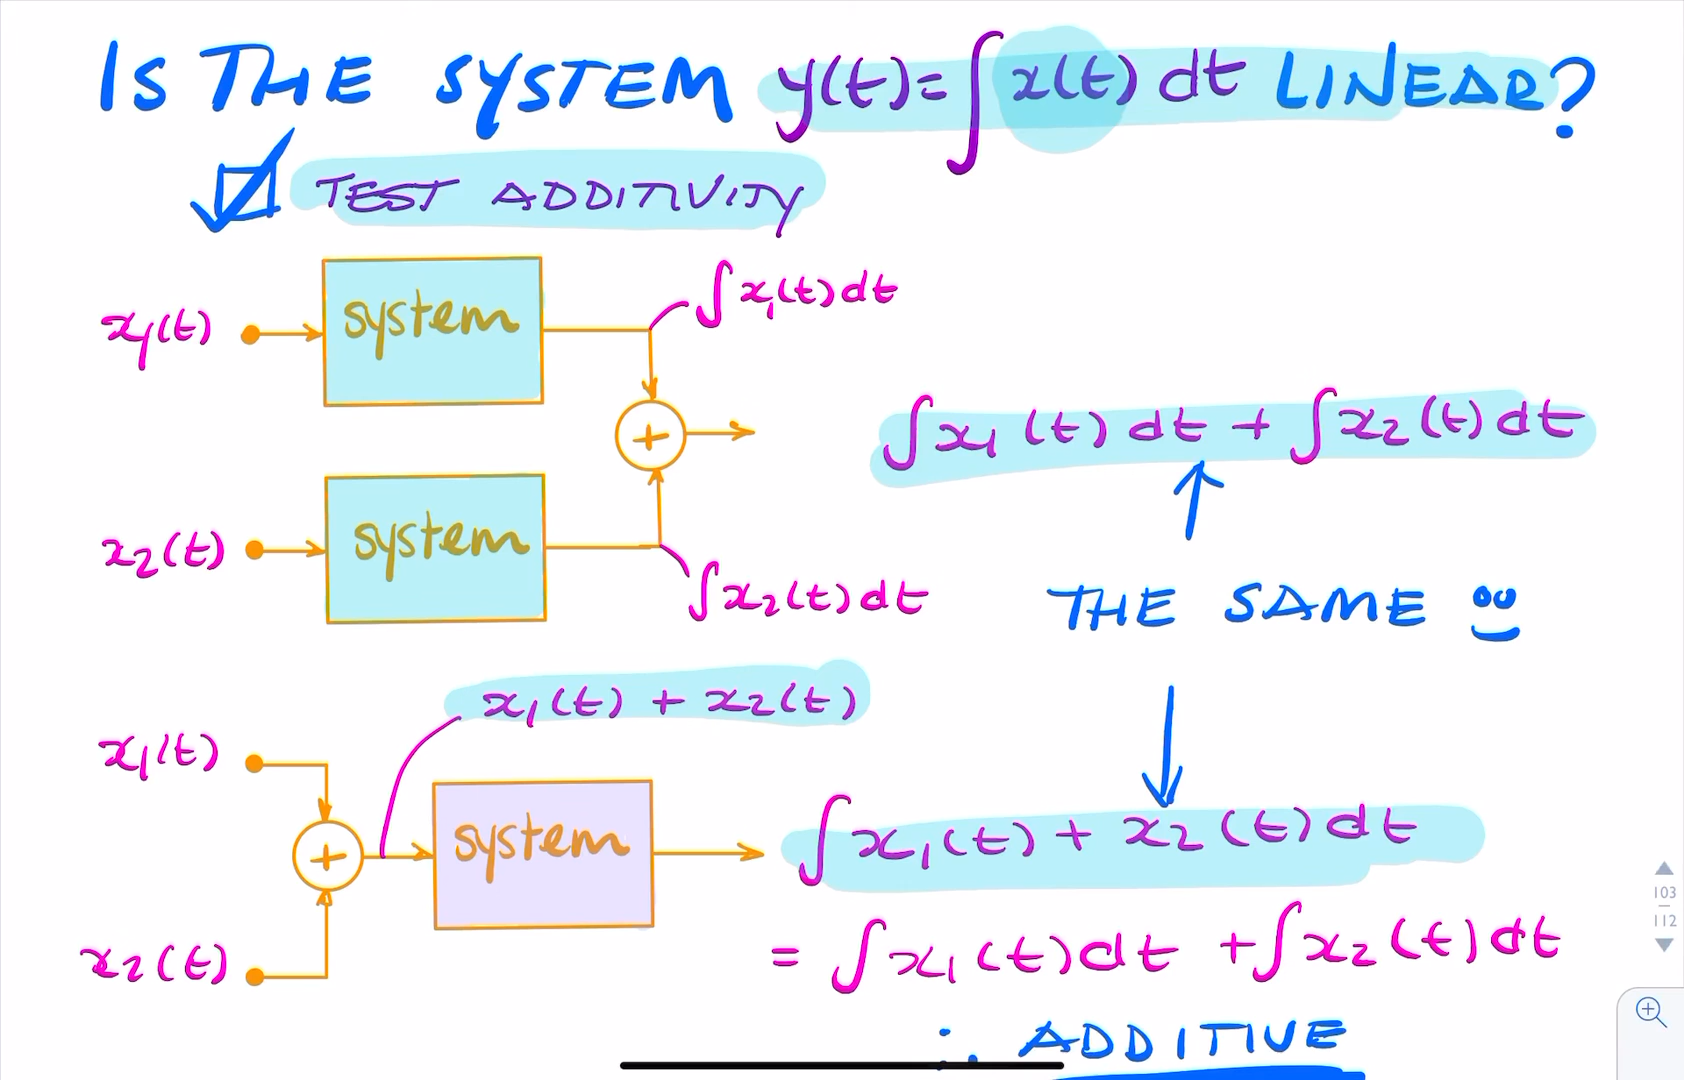 IS THE SYSTEM y(t)=∫x(t) dt LINEAR?
TEST ADDITIVITY
x₁(t)
system
∫x₁(t)dt
+
∫x₁(t)dt + ∫x₂(t)dt
x₂(t)
system
∫x₂(t)dt
THE SAME
x₁(t) + x₂(t)
x₁(t)
+
system
∫x₁(t) + x₂(t)dt
x₂(t)
= ∫x₁(t)dt +∫x₂(t)dt
∴ ADDITIVE
103
112